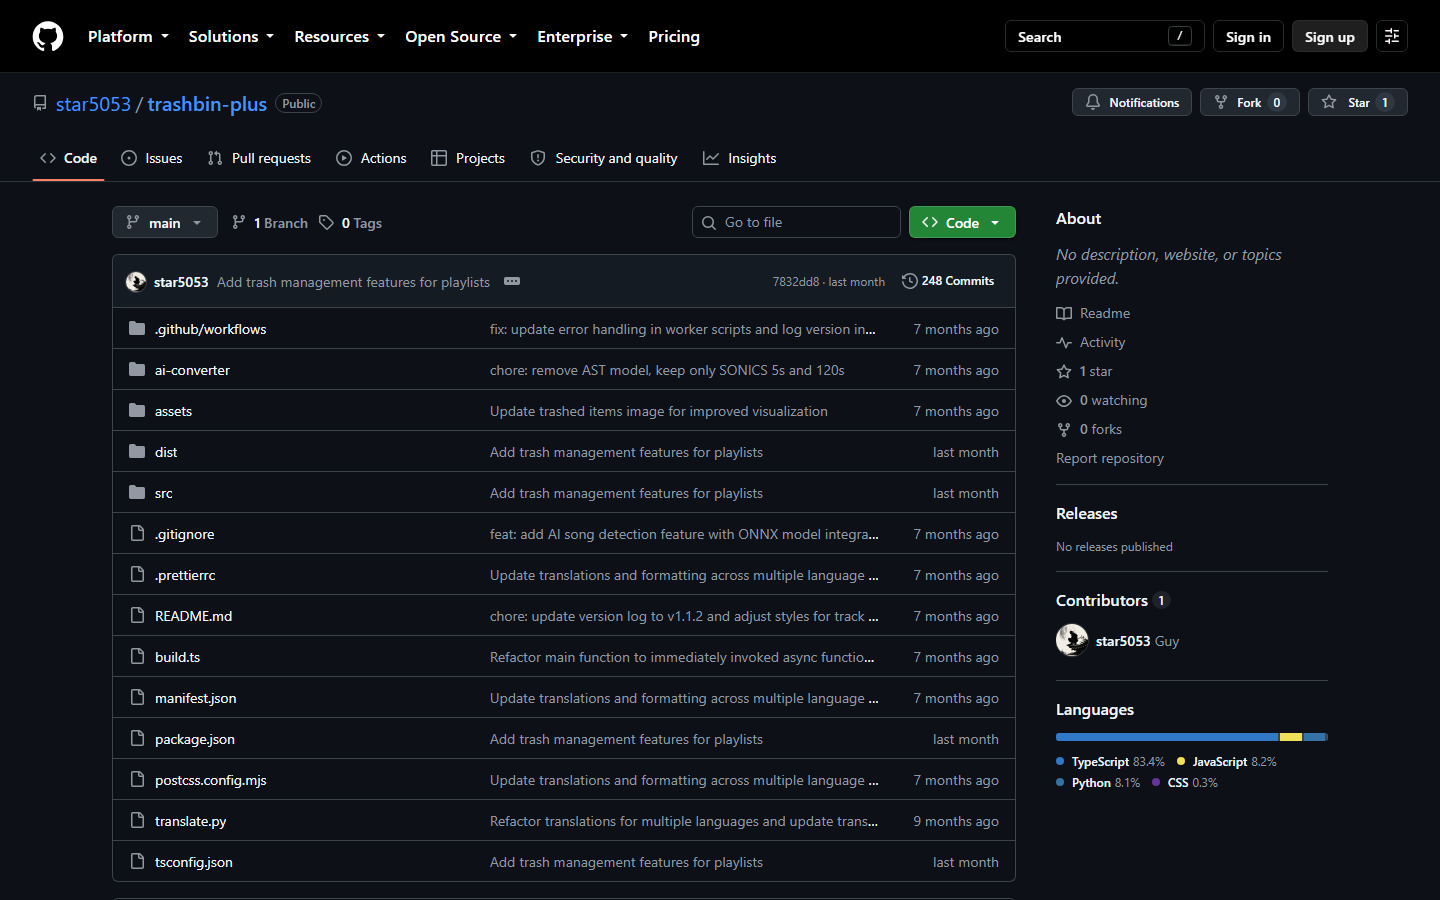 Platform Solutions Resources Open Source Enterprise Pricing Search / Sign in Sign up
star5053 / trashbin-plus Public Notifications Fork 0 Star 1
Code Issues Pull requests Actions Projects Security and quality Insights
main 1 Branch 0 Tags Go to file Code
star5053 Add trash management features for playlists 7832dd8 · last month 248 Commits
.github/workflows fix: update error handling in worker scripts and log version in… 7 months ago
ai-converter chore: remove AST model, keep only SONICS 5s and 120s 7 months ago
assets Update trashed items image for improved visualization 7 months ago
dist Add trash management features for playlists last month
src Add trash management features for playlists last month
.gitignore feat: add AI song detection feature with ONNX model integra… 7 months ago
.prettierrc Update translations and formatting across multiple language … 7 months ago
README.md chore: update version log to v1.1.2 and adjust styles for track … 7 months ago
build.ts Refactor main function to immediately invoked async functio… 7 months ago
manifest.json Update translations and formatting across multiple language … 7 months ago
package.json Add trash management features for playlists last month
postcss.config.mjs Update translations and formatting across multiple language … 7 months ago
translate.py Refactor translations for multiple languages and update trans… 9 months ago
tsconfig.json Add trash management features for playlists last month
About
No description, website, or topics
provided.
Readme
Activity
1 star
0 watching
0 forks
Report repository
Releases
No releases published
Contributors 1
star5053 Guy
Languages
TypeScript 83.4% JavaScript 8.2%
Python 8.1% CSS 0.3%